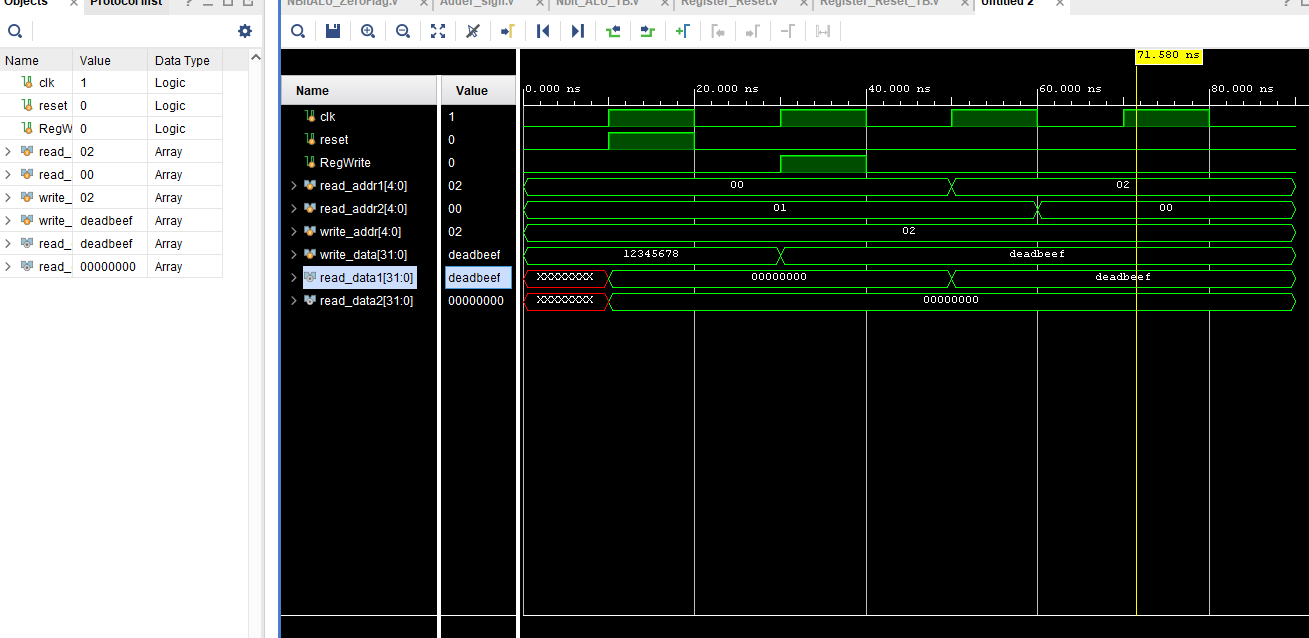 Objects Protocol Inst ? NBitALU_ZeroFlag.v Adder_sign.v Nbit_ALU_TB.v Register_Reset.v Register_Reset_TB.v Untitled 2 ?
Name Value Data Type
clk 1 Logic
reset 0 Logic
RegW 0 Logic
read_ 02 Array
read_ 00 Array
write_ 02 Array
write_ deadbeef Array
read_ deadbeef Array
read_ 00000000 Array
71.580 ns
Name Value 0.000 ns 20.000 ns 40.000 ns 60.000 ns 80.000 ns
clk 1
reset 0
RegWrite 0
read_addr1[4:0] 02 00 02
read_addr2[4:0] 00 01 00
write_addr[4:0] 02 02
write_data[31:0] deadbeef 12345678 deadbeef
read_data1[31:0] deadbeef XXXXXXXX 00000000 deadbeef
read_data2[31:0] 00000000 XXXXXXXX 00000000